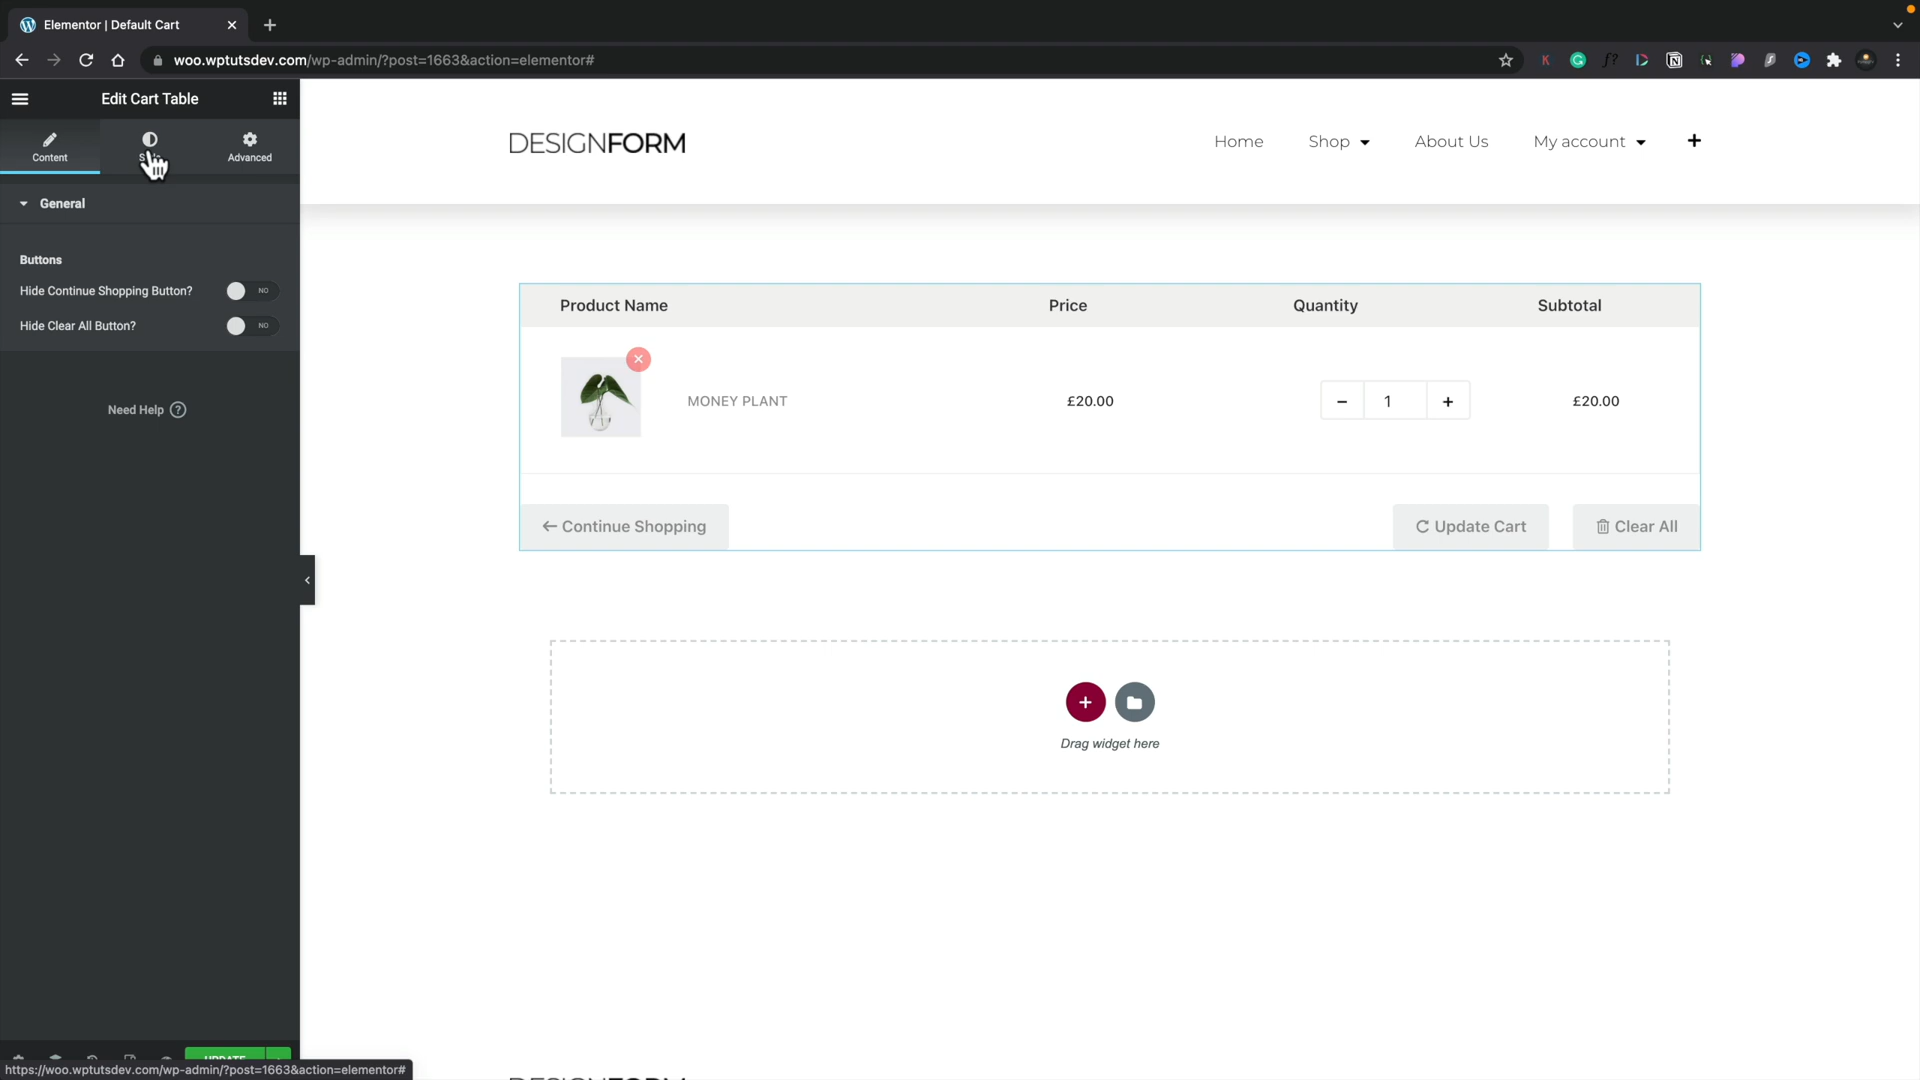 Elementor | Default Cart
woo.wptutsdev.com/wp-admin/?post=1663&action=elementor#
Edit Cart Table
Content
Advanced
General
Buttons
Hide Continue Shopping Button? NO
Hide Clear All Button? NO
Need Help ?
DESIGNFORM
Home Shop About Us My account +
Product Name Price Quantity Subtotal
MONEY PLANT £20.00 − 1 + £20.00
← Continue Shopping Update Cart Clear All
Drag widget here
UPDATE
https://woo.wptutsdev.com/wp-admin/?post=1663&action=elementor#
DESIGNFORM